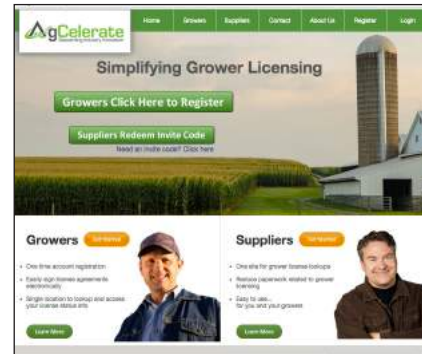 AgCelerate
Home Growers Suppliers Contact About Us Register Login
Simplifying Grower Licensing
Growers Click Here to Register
Suppliers Redeem Invite Code
Need an invite code? Click here
Growers Get Started
One time account registration
Easily sign license agreements
electronically
Single location to lookup and access
your license status info
Learn More
Suppliers Get Started
One site for grower license lookups
Reduce paperwork related to grower
licensing
Easy to use...
for you and your growers
Learn More